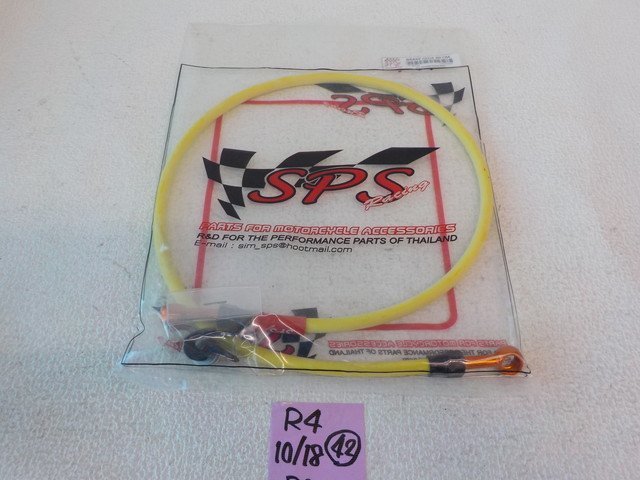 SPS
Racing
PARTS FOR MOTORCYCLE ACCESSORIES
R&D FOR THE PERFORMANCE PARTS OF THAILAND
E-mail : sim_sps@hootmail.com
R4
10/18 42